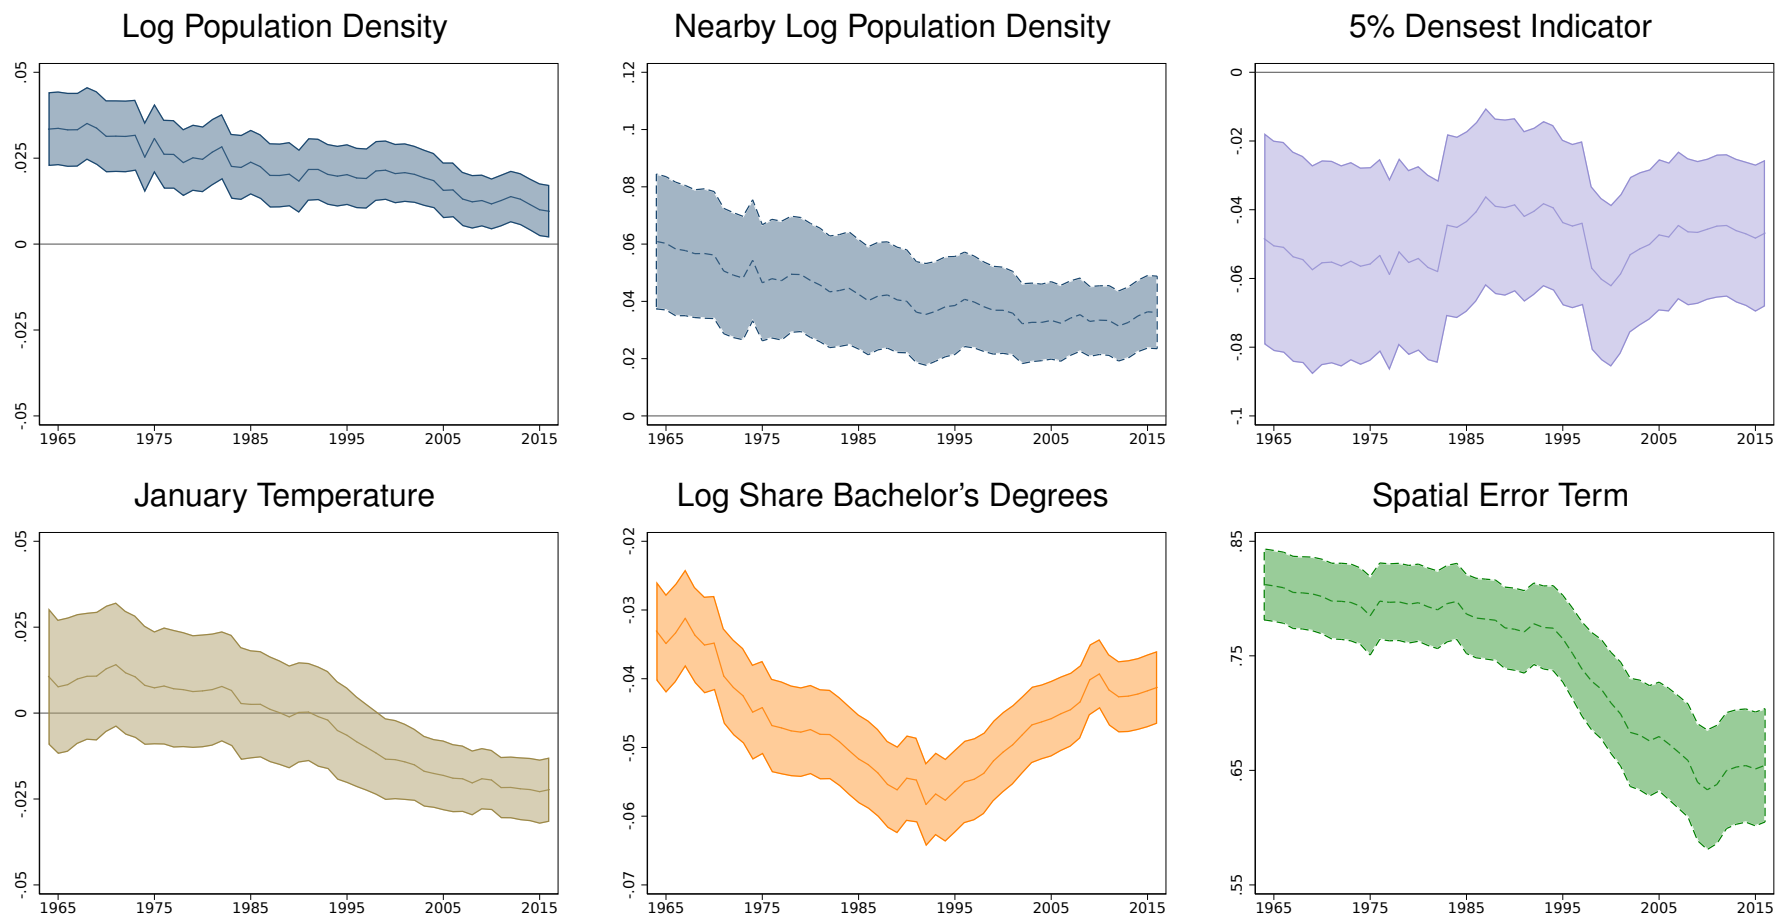 Log Population Density
Nearby Log Population Density
5% Densest Indicator
.05
.025
0
-.025
-.05
1965 1975 1985 1995 2005 2015
.12
.1
.08
.06
.04
.02
0
1965 1975 1985 1995 2005 2015
0
-.02
-.04
-.06
-.08
-.1
1965 1975 1985 1995 2005 2015
January Temperature
Log Share Bachelor's Degrees
Spatial Error Term
.05
.025
0
-.025
-.05
1965 1975 1985 1995 2005 2015
-.02
-.03
-.04
-.05
-.06
-.07
1965 1975 1985 1995 2005 2015
.85
.75
.65
.55
1965 1975 1985 1995 2005 2015